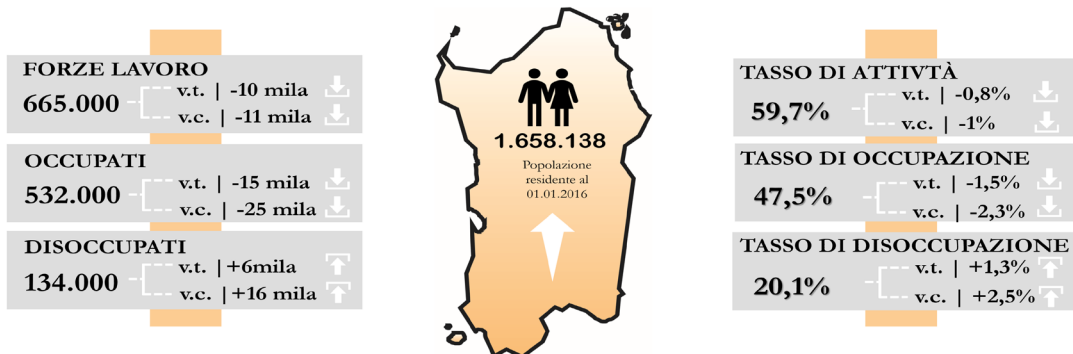 FORZE LAVORO
665.000
v.t. | -10 mila
v.c. | -11 mila
OCCUPATI
532.000
v.t. | -15 mila
v.c. | -25 mila
DISOCCUPATI
134.000
v.t. | +6mila
v.c. | +16 mila
1.658.138
Popolazione
residente al
01.01.2016
TASSO DI ATTIVTÀ
59,7%
v.t. | -0,8%
v.c. | -1%
TASSO DI OCCUPAZIONE
47,5%
v.t. | -1,5%
v.c. | -2,3%
TASSO DI DISOCCUPAZIONE
20,1%
v.t. | +1,3%
v.c. | +2,5%